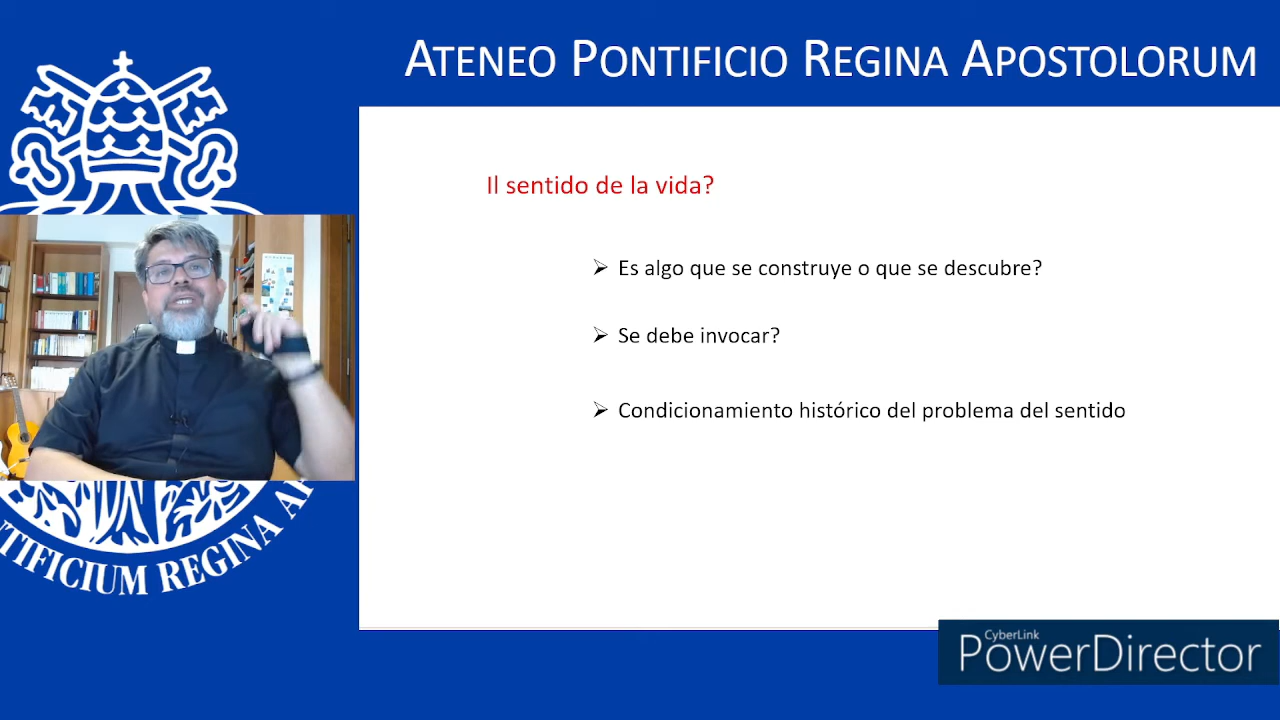 ATENEO PONTIFICIO REGINA APOSTOLORUM
Il sentido de la vida?
Es algo que se construye o que se descubre?
Se debe invocar?
Condicionamiento histórico del problema del sentido
TIFICIUM REGINA AP
CyberLink
PowerDirector